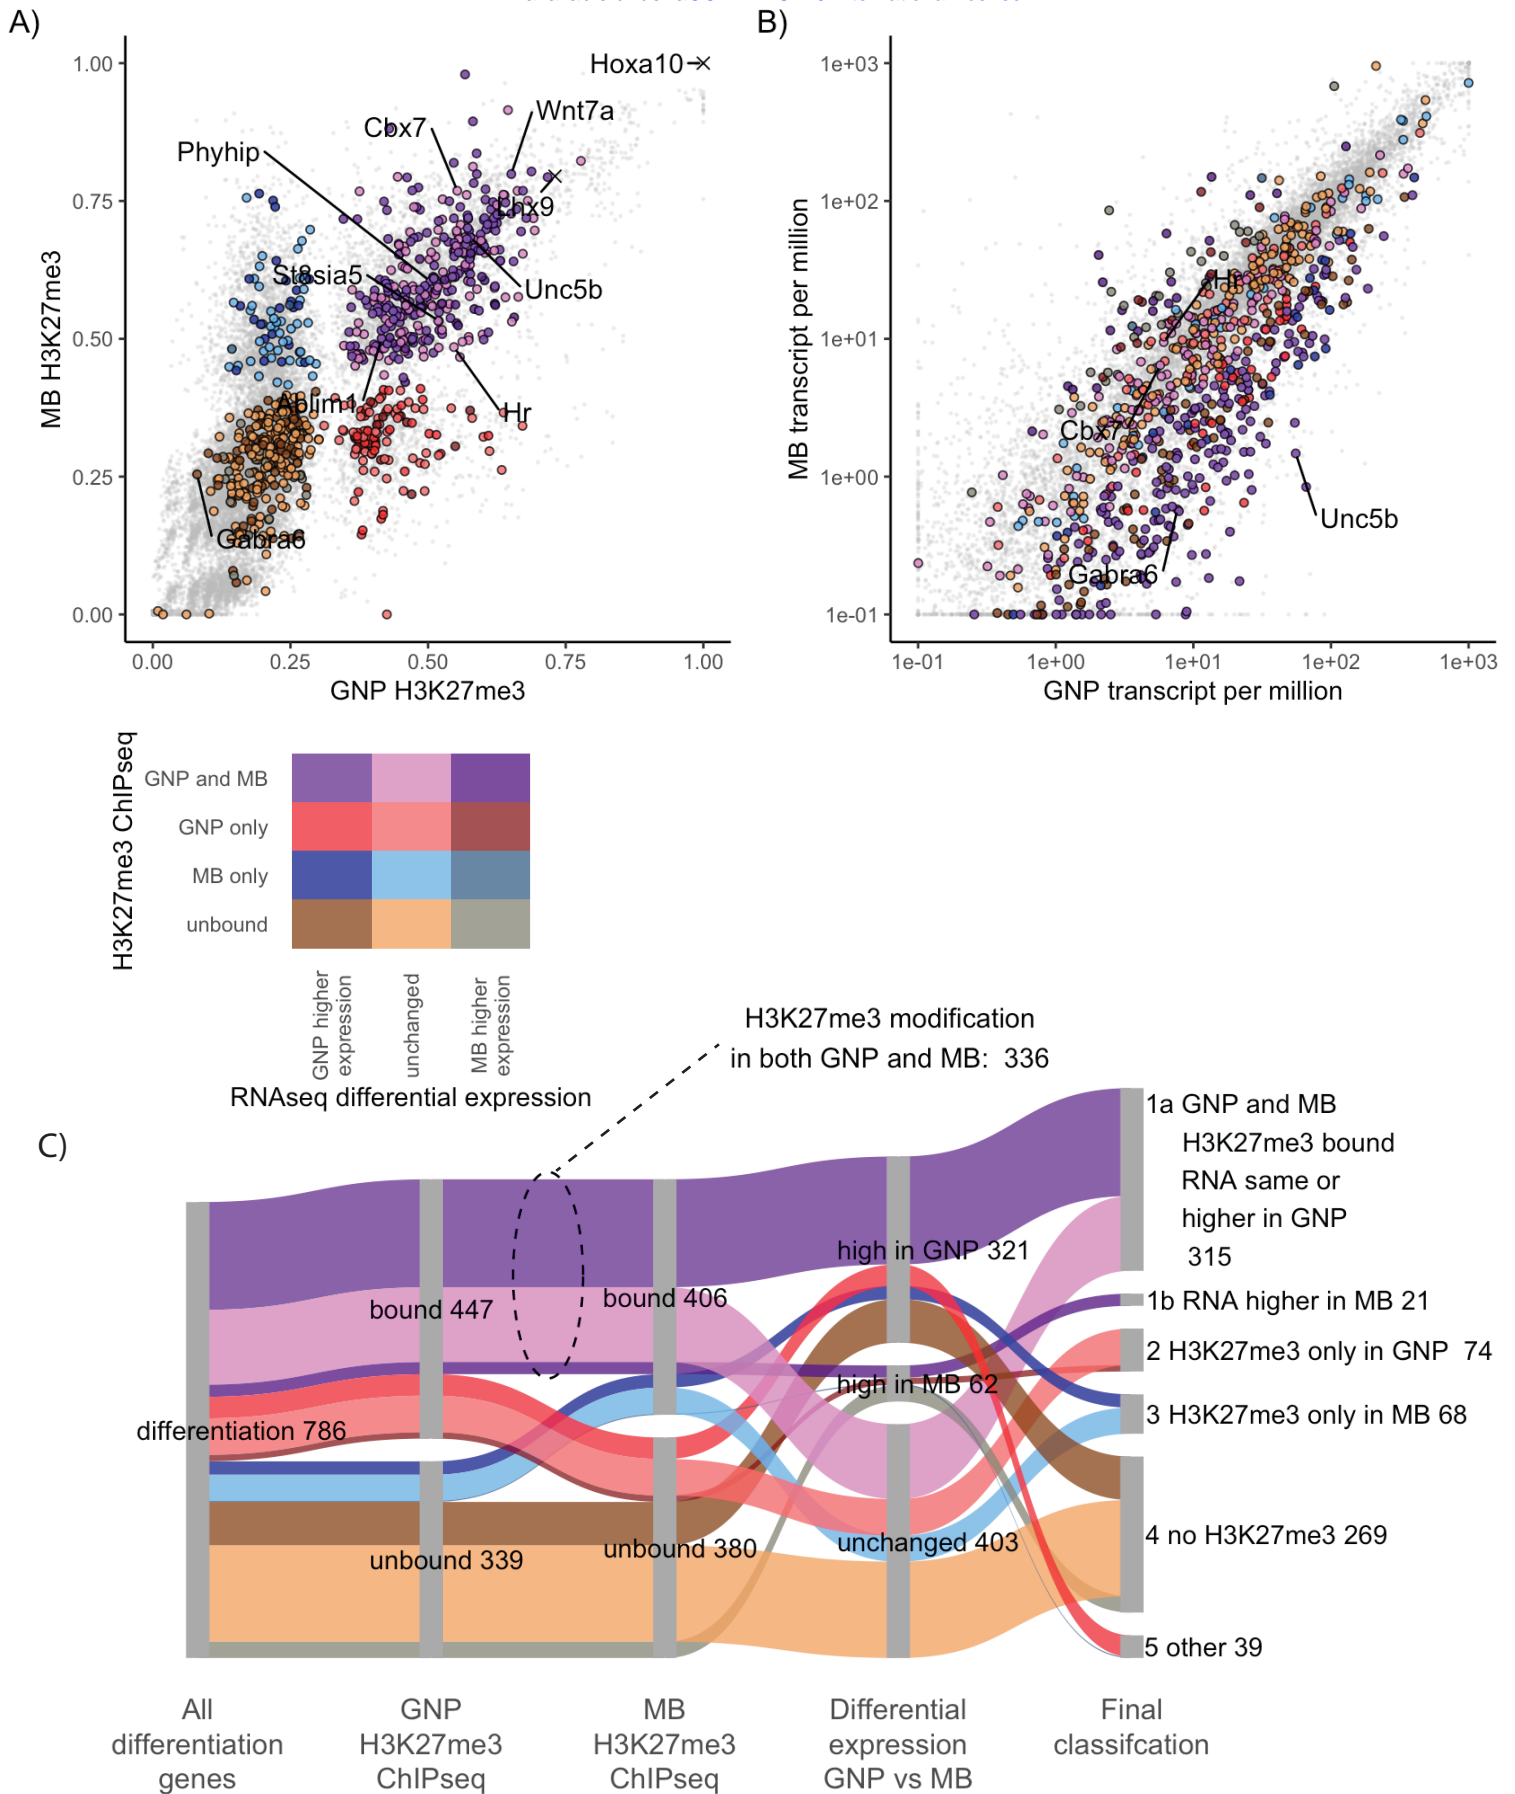 A)
B)
1.00
0.75
0.50
0.25
0.00
MB H3K27me3
Hoxa10
Wnt7a
Cbx7
Phyhip
Lhx9
St8sia5
Unc5b
Ablim1
Hr
Gabra6
0.00 0.25 0.50 0.75 1.00
GNP H3K27me3
1e+03
1e+02
1e+01
1e+00
1e-01
MB transcript per million
Hr
Cbx7
Unc5b
Gabra6
1e-01 1e+00 1e+01 1e+02 1e+03
GNP transcript per million
H3K27me3 ChIPseq
GNP and MB
GNP only
MB only
unbound
GNP higher
expression
unchanged
MB higher
expression
RNAseq differential expression
C)
H3K27me3 modification
in both GNP and MB: 336
differentiation 786
bound 447
unbound 339
bound 406
unbound 380
high in GNP 321
high in MB 62
unchanged 403
1a GNP and MB
H3K27me3 bound
RNA same or
higher in GNP
315
1b RNA higher in MB 21
2 H3K27me3 only in GNP 74
3 H3K27me3 only in MB 68
4 no H3K27me3 269
5 other 39
All
differentiation
genes
GNP
H3K27me3
ChIPseq
MB
H3K27me3
ChIPseq
Differential
expression
GNP vs MB
Final
classifcation